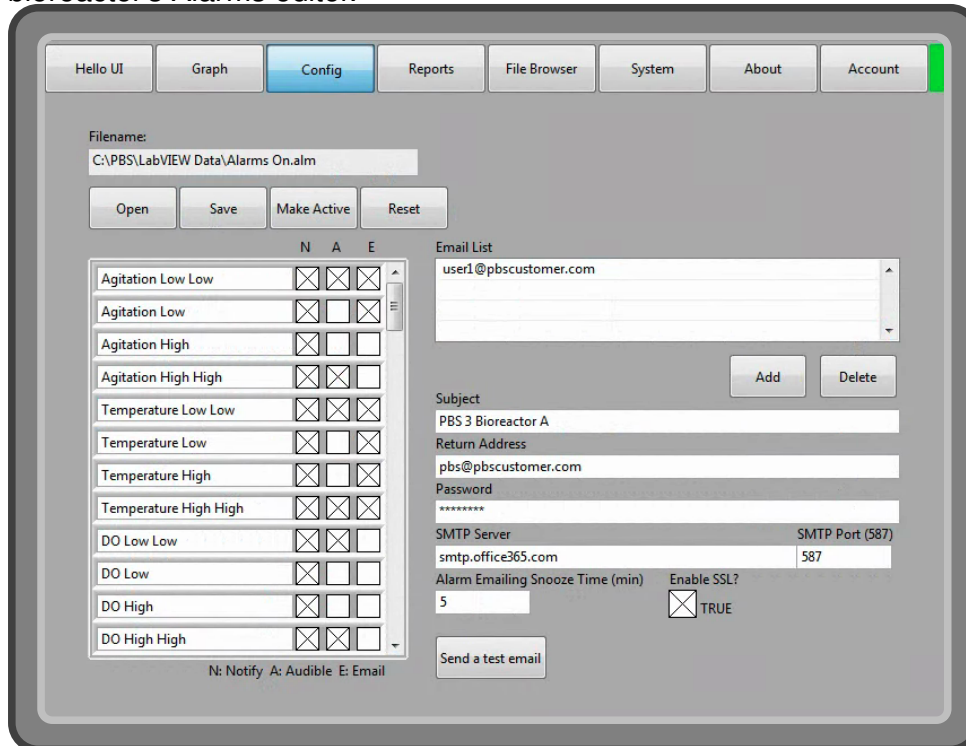 bioreactor's Alarms editor.
Hello UI Graph Config Reports File Browser System About Account
Filename:
C:\PBS\LabVIEW Data\Alarms On.alm
Open Save Make Active Reset
N A E
Agitation Low Low
Agitation Low
Agitation High
Agitation High High
Temperature Low Low
Temperature Low
Temperature High
Temperature High High
DO Low Low
DO Low
DO High
DO High High
N: Notify A: Audible E: Email
Email List
user1@pbscustomer.com
Add Delete
Subject
PBS 3 Bioreactor A
Return Address
pbs@pbscustomer.com
Password
********
SMTP Server SMTP Port (587)
smtp.office365.com 587
Alarm Emailing Snooze Time (min) Enable SSL?
5 TRUE
Send a test email